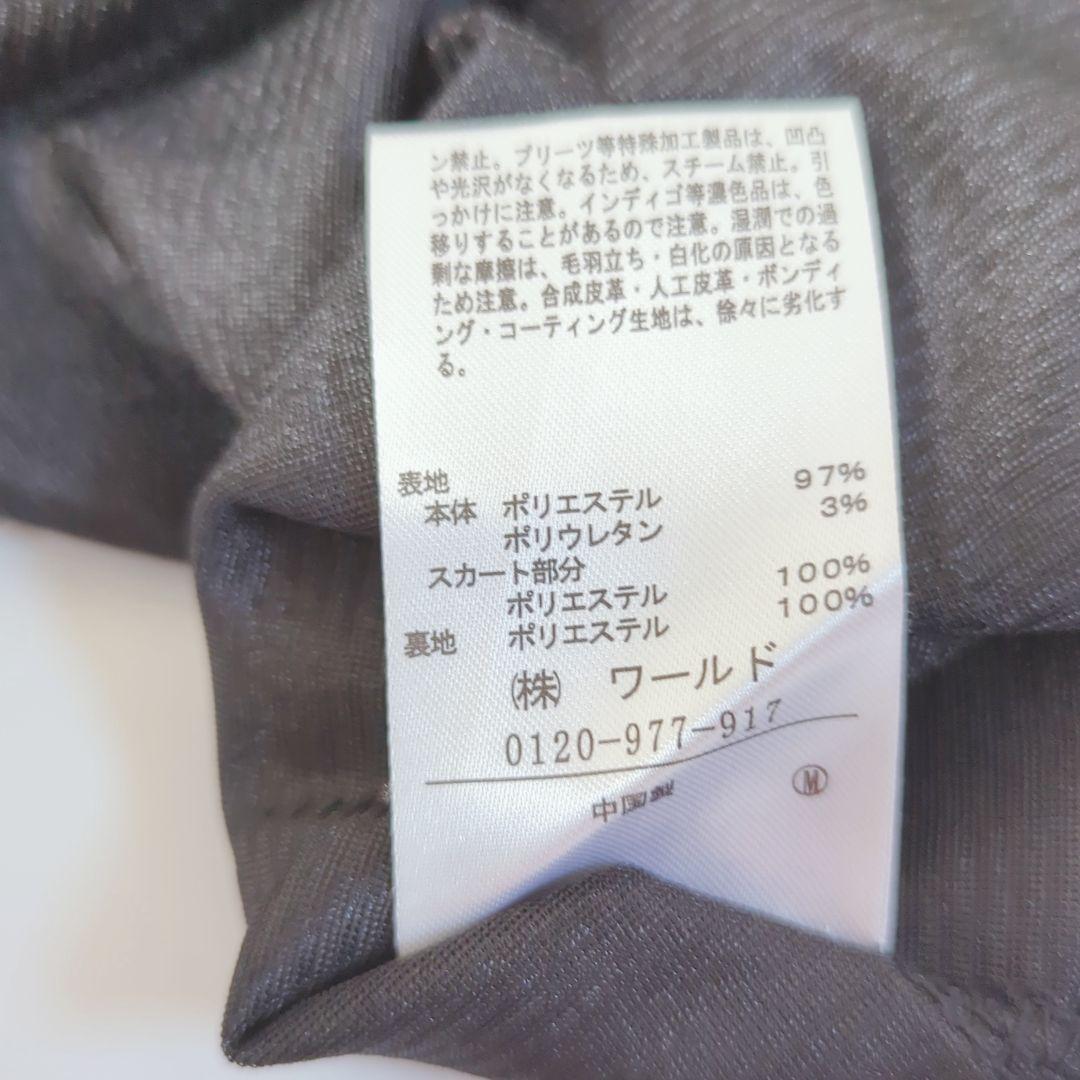 ン禁止。プリーツ等特殊加工製品は、凹凸
や光沢がなくなるため、スチーム禁止。引
っかけに注意。インディゴ等濃色品は、色
移りすることがあるので注意。湿潤での過
剰な摩擦は、毛羽立ち・白化の原因となる
ため注意。合成皮革・人工皮革・ボンディ
ング・コーティング生地は、徐々に劣化す
る。
表地
本体 ポリエステル 97%
ポリウレタン 3%
スカート部分
ポリエステル 100%
裏地 ポリエステル 100%
(株) ワールド
0120-977-917
中国製 Ⓜ